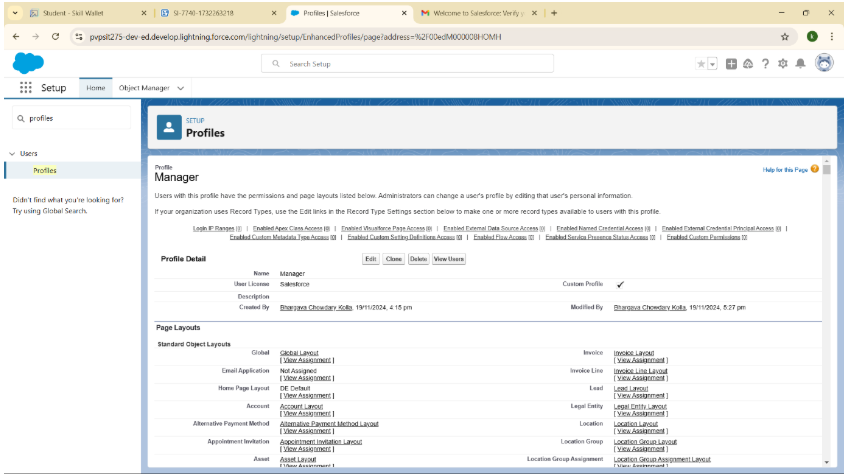 Student - Skill Wallet
SI-7740-1732263218
Profiles | Salesforce
Welcome to Salesforce: Verify y
pvpsit275-dev-ed.develop.lightning.force.com/lightning/setup/EnhancedProfiles/page?address=%2F00edM000008HOMH
Search Setup
Setup
Home
Object Manager
profiles
Users
Profiles
Didn't find what you're looking for?
Try using Global Search.
SETUP
Profiles
Profile
Manager
Help for this Page
Users with this profile have the permissions and page layouts listed below. Administrators can change a user's profile by editing that user's personal information.
If your organization uses Record Types, use the Edit links in the Record Type Settings section below to make one or more record types available to users with this profile.
Login IP Ranges [0] | Enabled Apex Class Access [0] | Enabled Visualforce Page Access [0] | Enabled External Data Source Access [0] | Enabled Named Credential Access [0] | Enabled External Credential Principal Access [0] |
Enabled Custom Metadata Type Access [0] | Enabled Custom Setting Definitions Access [0] | Enabled Flow Access [0] | Enabled Service Presence Status Access [0] | Enabled Custom Permissions [0]
Profile Detail Edit Clone Delete View Users
Name Manager
User License Salesforce Custom Profile ✓
Description
Created By Bhargava Chowdary Kolla, 19/11/2024, 4:15 pm Modified By Bhargava Chowdary Kolla, 19/11/2024, 5:27 pm
Page Layouts
Standard Object Layouts
Global Global Layout Invoice Invoice Layout
[ View Assignment ] [ View Assignment ]
Email Application Not Assigned Invoice Line Invoice Line Layout
[ View Assignment ] [ View Assignment ]
Home Page Layout DE Default Lead Lead Layout
[ View Assignment ] [ View Assignment ]
Account Account Layout Legal Entity Legal Entity Layout
[ View Assignment ] [ View Assignment ]
Alternative Payment Method Alternative Payment Method Layout Location Location Layout
[ View Assignment ] [ View Assignment ]
Appointment Invitation Appointment Invitation Layout Location Group Location Group Layout
[ View Assignment ] [ View Assignment ]
Asset Asset Layout Location Group Assignment Location Group Assignment Layout
[ View Assignment ] [ View Assignment ]